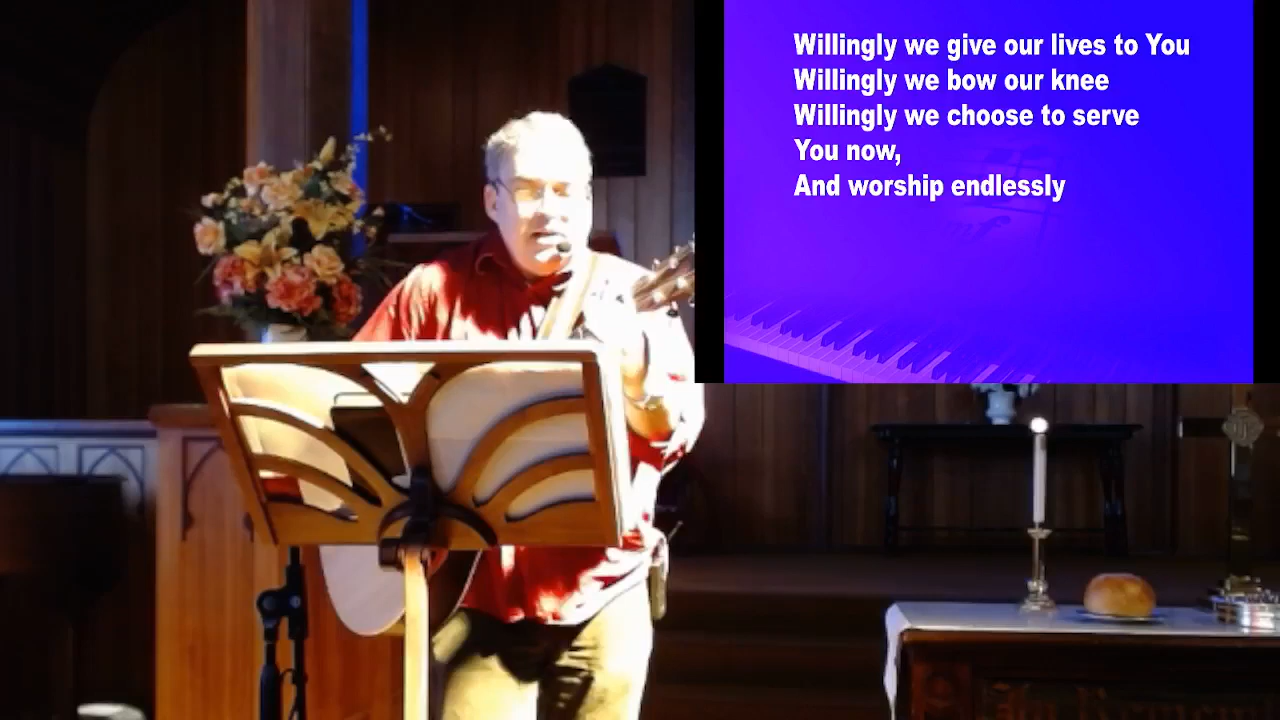 Willingly we give our lives to You
Willingly we bow our knee
Willingly we choose to serve
You now,
And worship endlessly